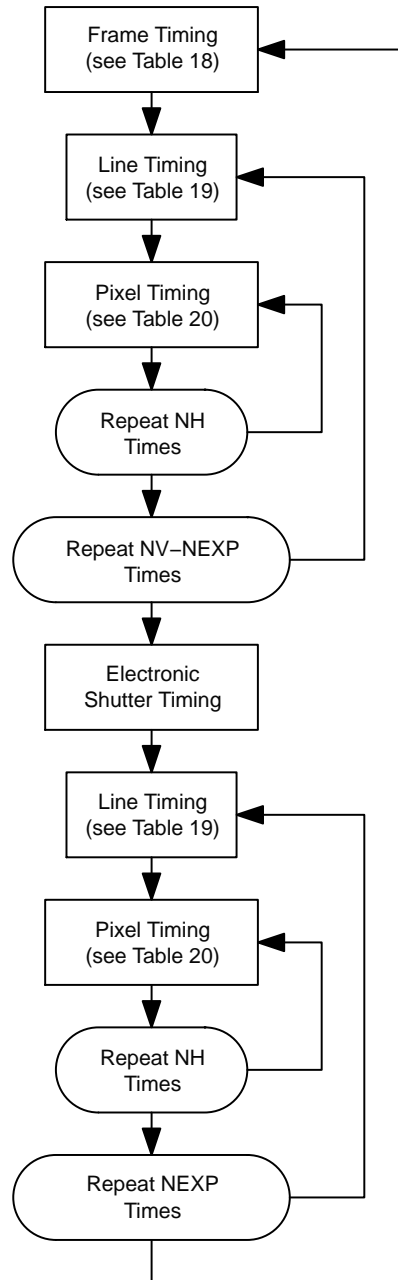 Frame Timing
(see Table 18)
Line Timing
(see Table 19)
Pixel Timing
(see Table 20)
Repeat NH
Times
Repeat NV−NEXP
Times
Electronic
Shutter Timing
Line Timing
(see Table 19)
Pixel Timing
(see Table 20)
Repeat NH
Times
Repeat NEXP
Times